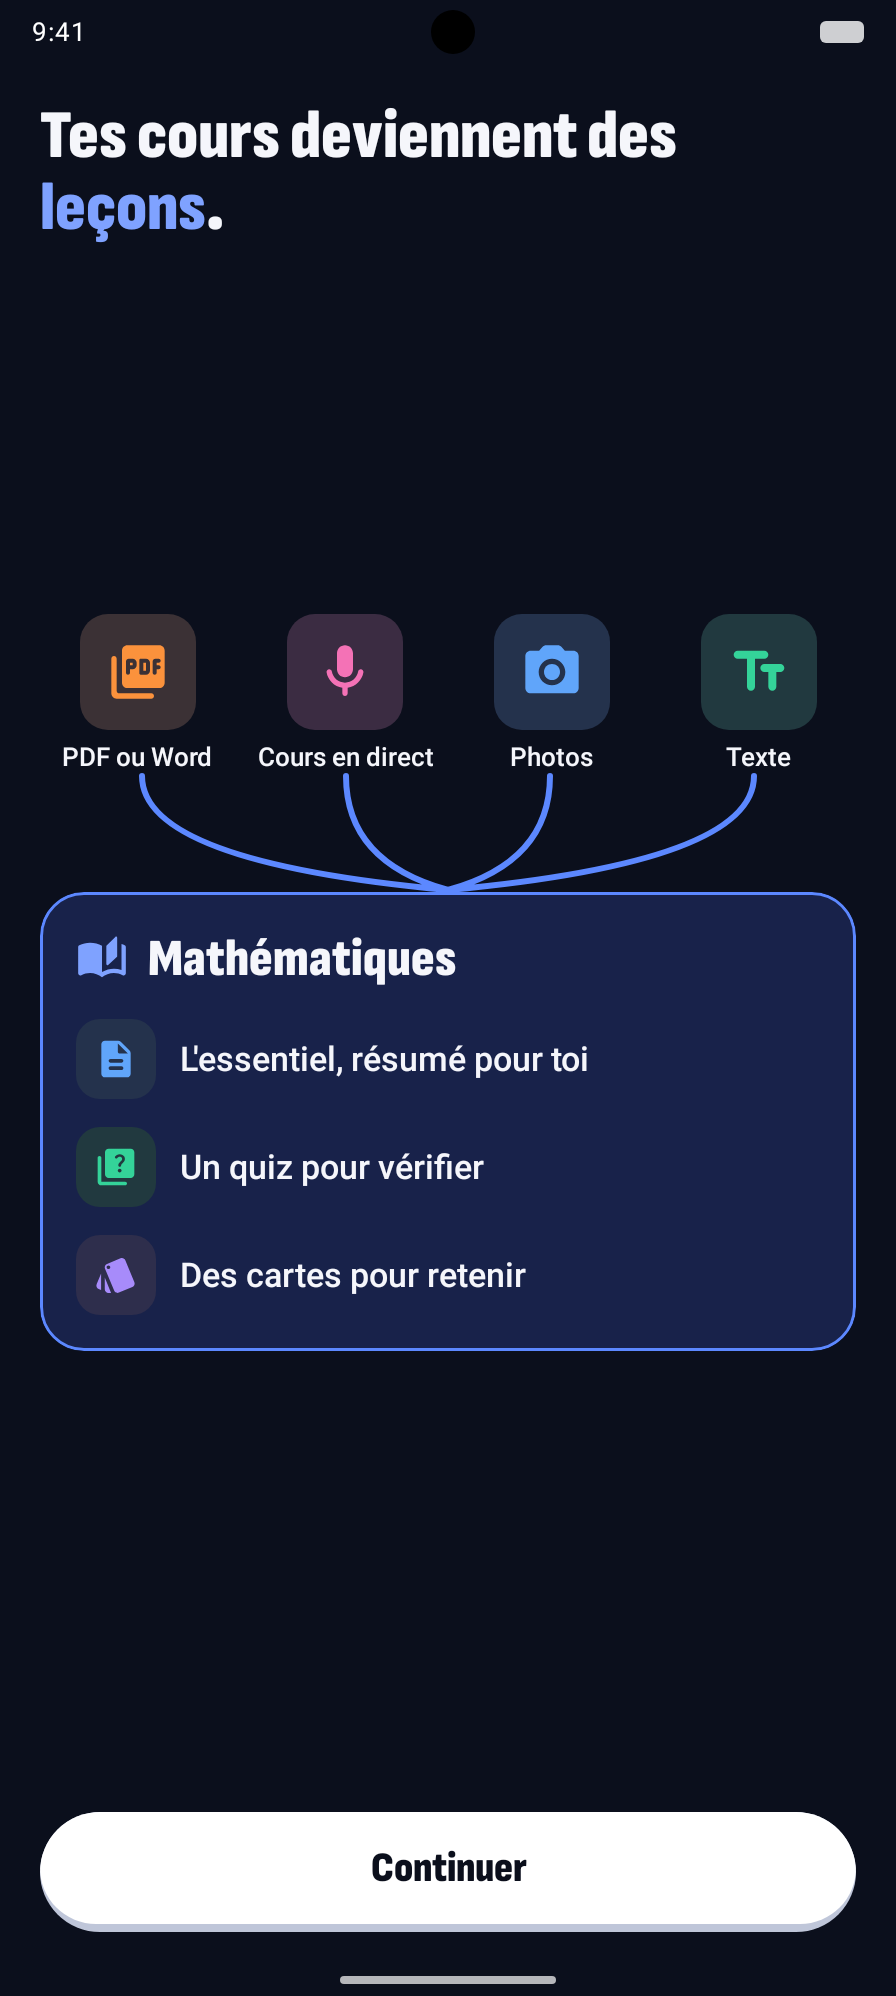 9:41
Tes cours deviennent des
leçons.
PDF
PDF ou Word
Cours en direct
Photos
Tт
Texte
Mathématiques
L'essentiel, résumé pour toi
?
Un quiz pour vérifier
Des cartes pour retenir
Continuer